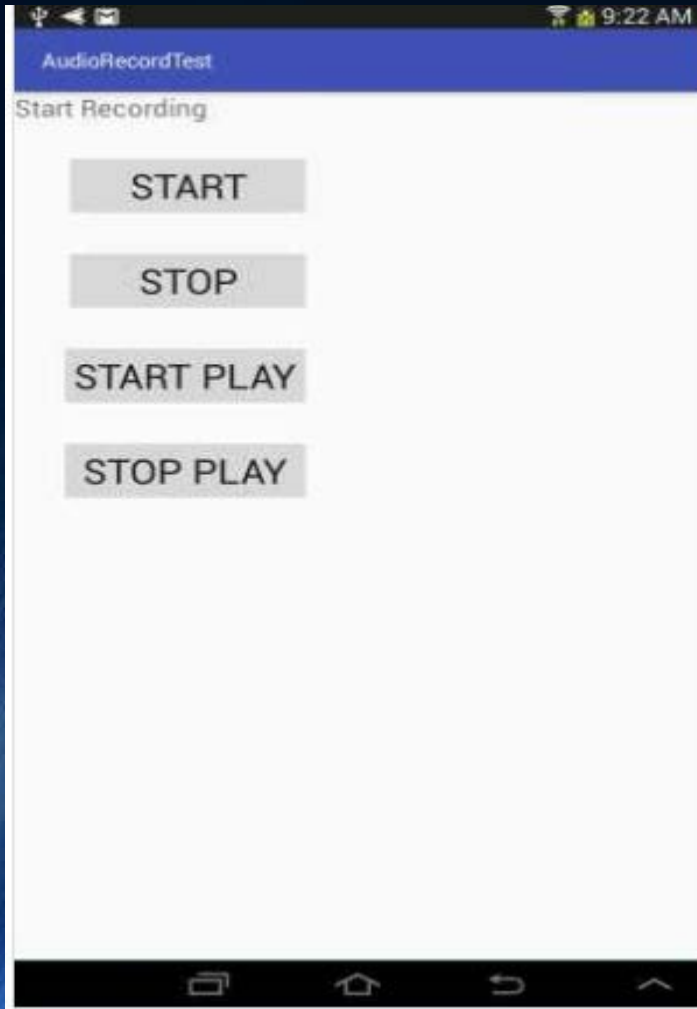 9:22 AM
AudioRecordTest
Start Recording
START
STOP
START PLAY
STOP PLAY